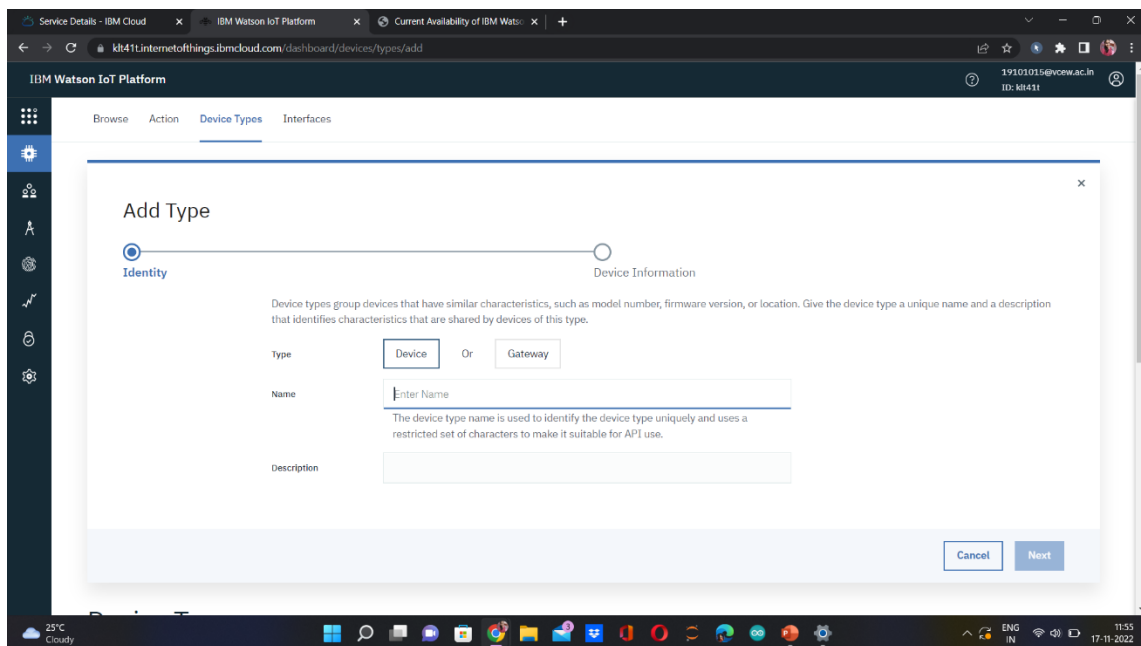 Service Details - IBM Cloud
IBM Watson IoT Platform
Current Availability of IBM Watso
klt41t.internetofthings.ibmcloud.com/dashboard/devices/types/add
IBM Watson IoT Platform
19101015@vcew.ac.in
ID: klt41t
Browse Action Device Types Interfaces
Add Type
Identity
Device Information
Device types group devices that have similar characteristics, such as model number, firmware version, or location. Give the device type a unique name and a description
that identifies characteristics that are shared by devices of this type.
Type Device Or Gateway
Name Enter Name
The device type name is used to identify the device type uniquely and uses a
restricted set of characters to make it suitable for API use.
Description
Cancel Next
25°C
Cloudy
3
ENG
IN
11:55
17-11-2022